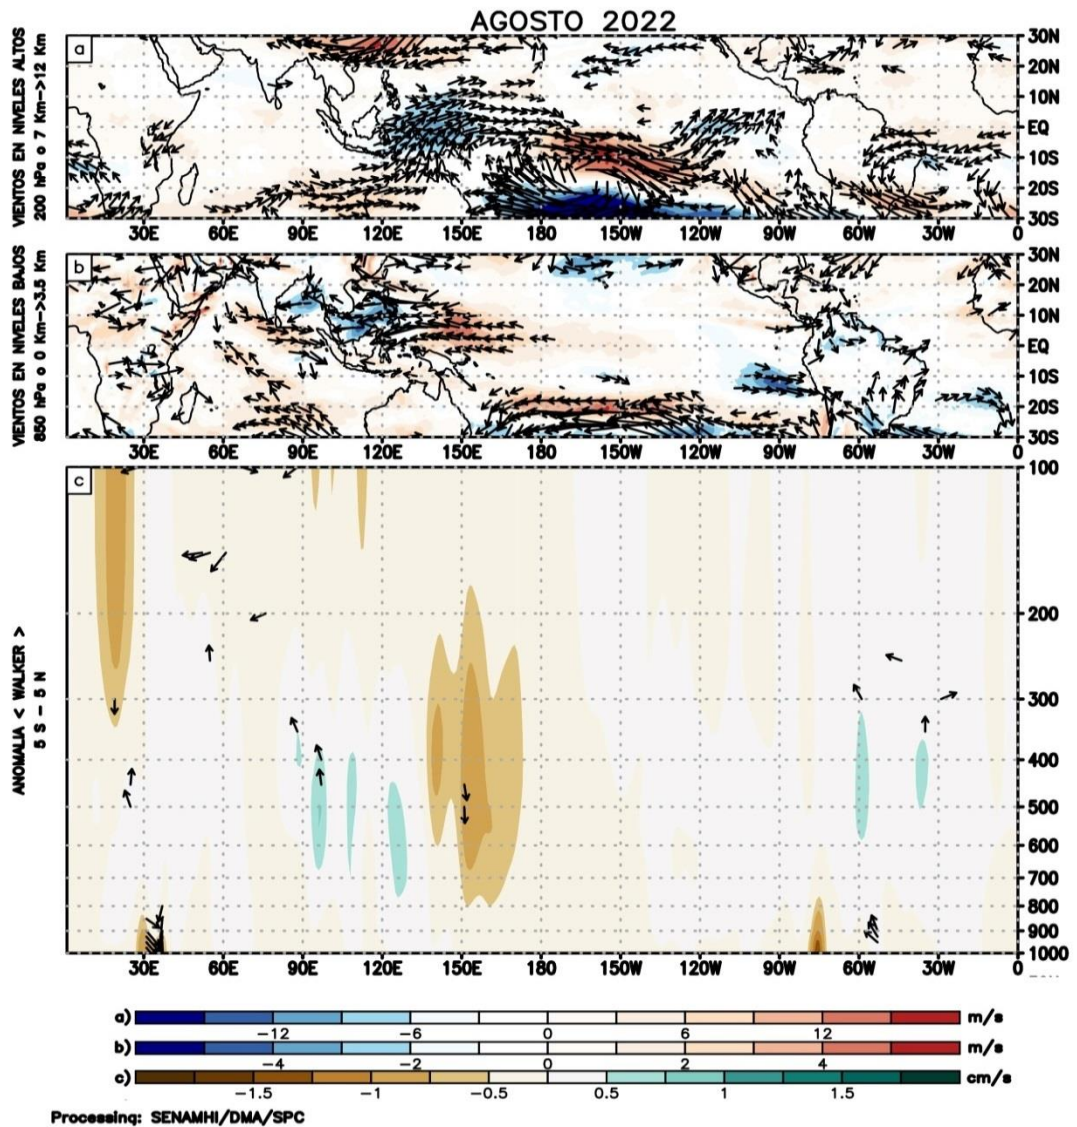 AGOSTO 2022
VIENTOS EN NIVELES ALTOS
200 hPa o 7 Km->12 Km
a
30N
20N
10N
EQ
10S
20S
30S
30E 60E 90E 120E 150E 180 150W 120W 90W 60W 30W 0
VIENTOS EN NIVELES BAJOS
850 hPa o 0 Km->3.5 Km
b
30N
20N
10N
EQ
10S
20S
30S
30E 60E 90E 120E 150E 180 150W 120W 90W 60W 30W 0
ANOMALIA < WALKER >
5 S - 5 N
c
100
200
300
400
500
600
700
800
900
1000
30E 60E 90E 120E 150E 180 150W 120W 90W 60W 30W 0
a) m/s
-12 -6 0 6 12
b) m/s
-4 -2 0 2 4
c) cm/s
-1.5 -1 -0.5 0 0.5 1 1.5
Processing: SENAMHI/DMA/SPC